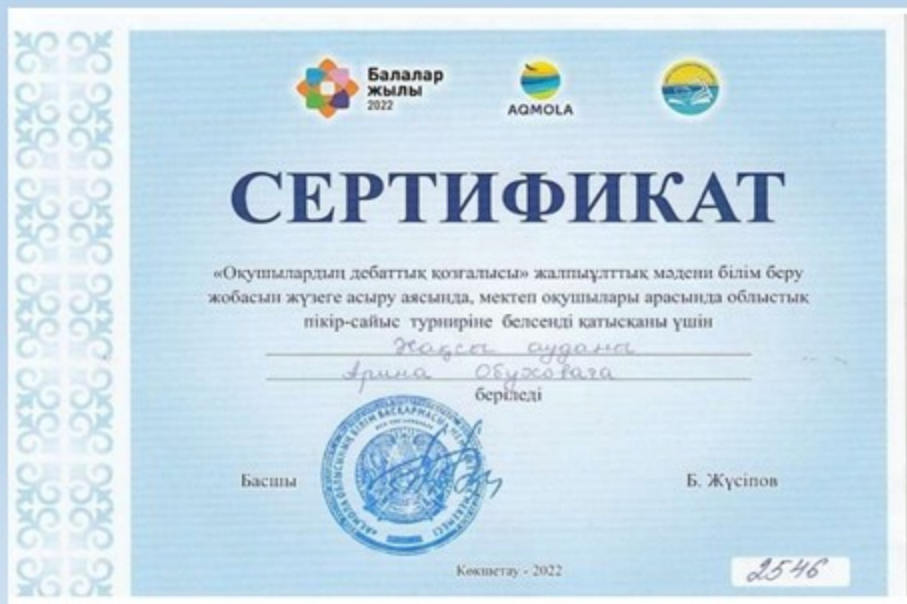 Балалар
жылы
2022
AQMOLA
СЕРТИФИКАТ
«Оқушылардың дебаттық қозғалысы» жалпыұлттық мәдени білім беру
жобасын жүзеге асыру аясында, мектеп оқушылары арасында облыстық
пікір-сайыс турниріне белсенді қатысқаны үшін
Жақсы ауданы
Арина Обуховаға
беріледі
Басшы
Б. Жүсіпов
Көкшетау - 2022
2546